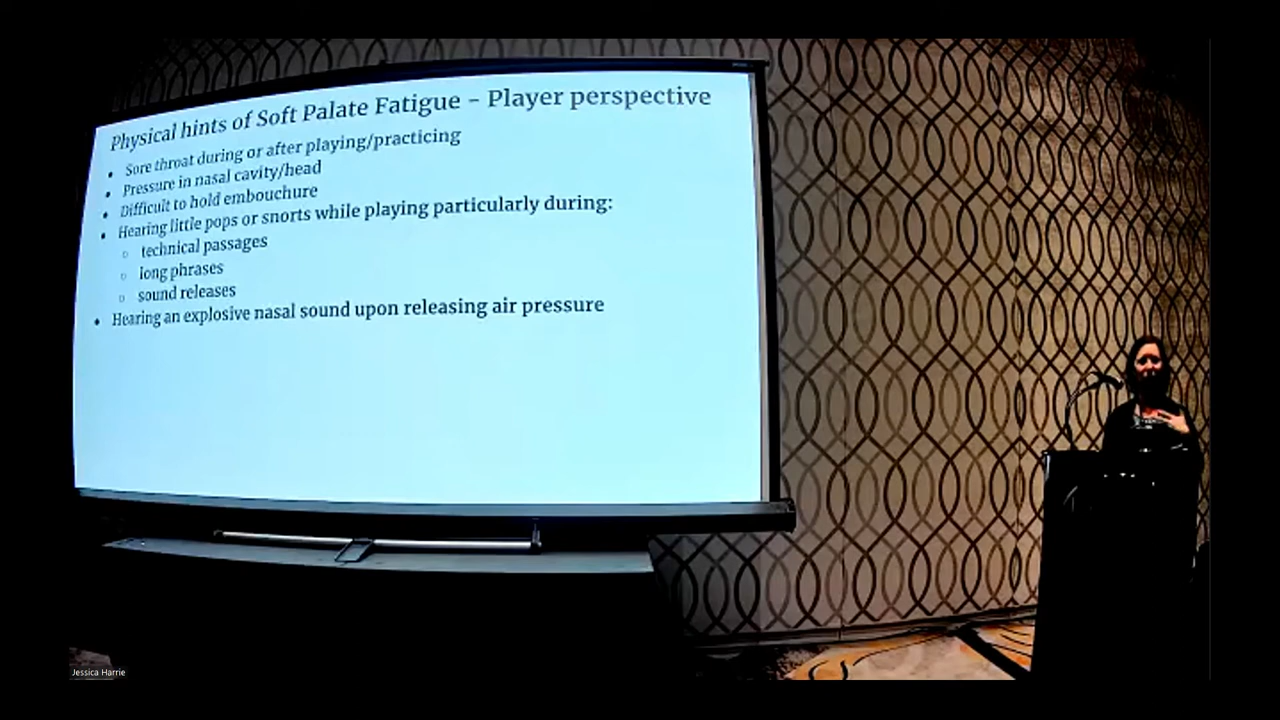 Physical hints of Soft Palate Fatigue - Player perspective
• Sore throat during or after playing/practicing
• Pressure in nasal cavity/head
• Difficult to hold embouchure
• Hearing little pops or snorts while playing particularly during:
○ technical passages
○ long phrases
○ sound releases
• Hearing an explosive nasal sound upon releasing air pressure
Jessica Harrie